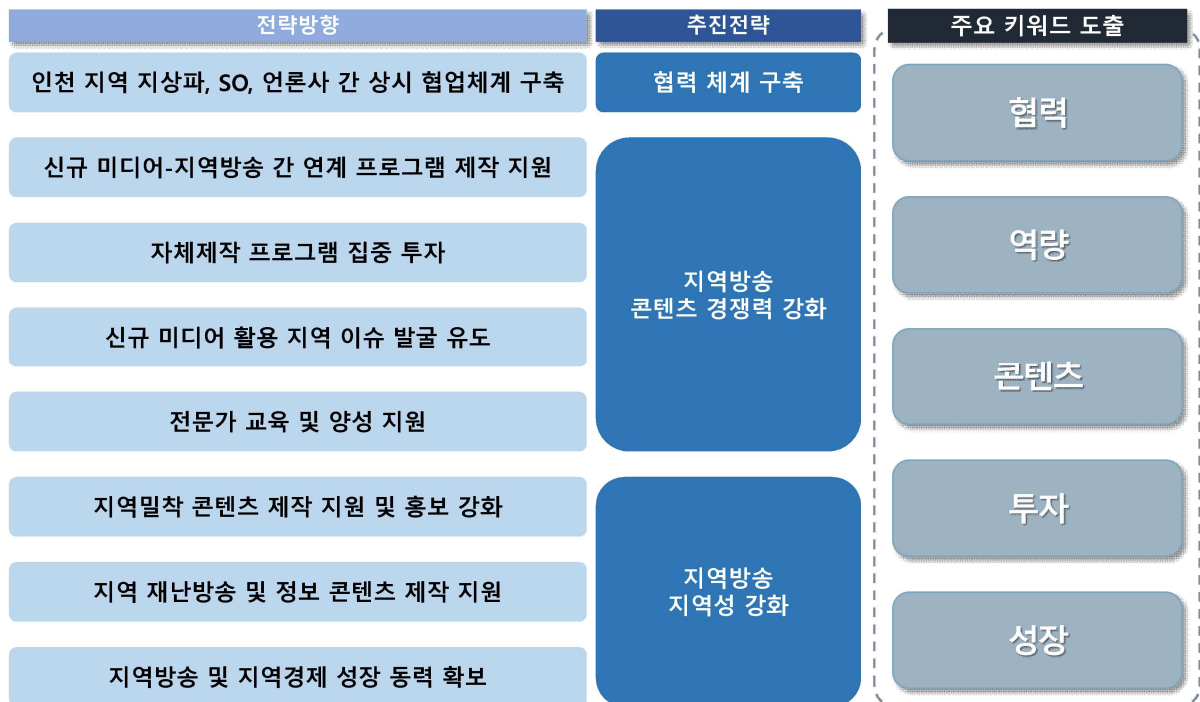 전략방향
추진전략
주요 키워드 도출
인천 지역 지상파, SO, 언론사 간 상시 협업체계 구축
협력 체계 구축
협력
신규 미디어-지역방송 간 연계 프로그램 제작 지원
자체제작 프로그램 집중 투자
신규 미디어 활용 지역 이슈 발굴 유도
전문가 교육 및 양성 지원
지역방송
콘텐츠 경쟁력 강화
역량
콘텐츠
지역밀착 콘텐츠 제작 지원 및 홍보 강화
지역 재난방송 및 정보 콘텐츠 제작 지원
지역방송 및 지역경제 성장 동력 확보
지역방송
지역성 강화
투자
성장